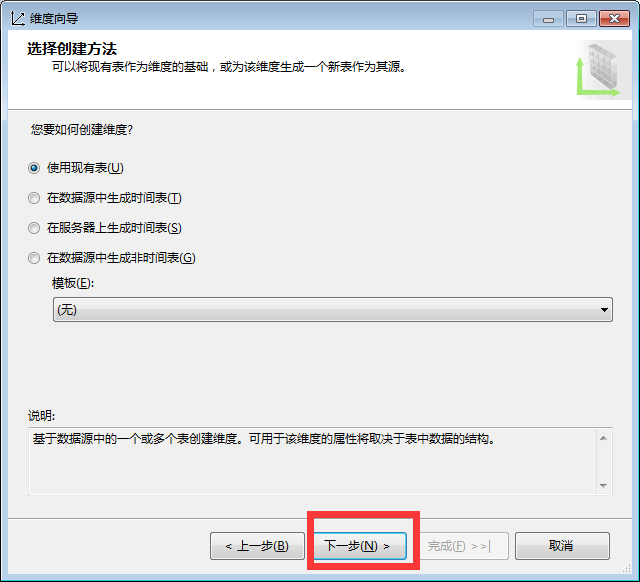 维度向导
选择创建方法
可以将现有表作为维度的基础，或为该维度生成一个新表作为其源。
您要如何创建维度?
使用现有表(U)
在数据源中生成时间表(T)
在服务器上生成时间表(S)
在数据源中生成非时间表(G)
模板(E):
(无)
说明:
基于数据源中的一个或多个表创建维度。可用于该维度的属性将取决于表中数据的结构。
< 上一步(B) 下一步(N) > 完成(F) >>| 取消